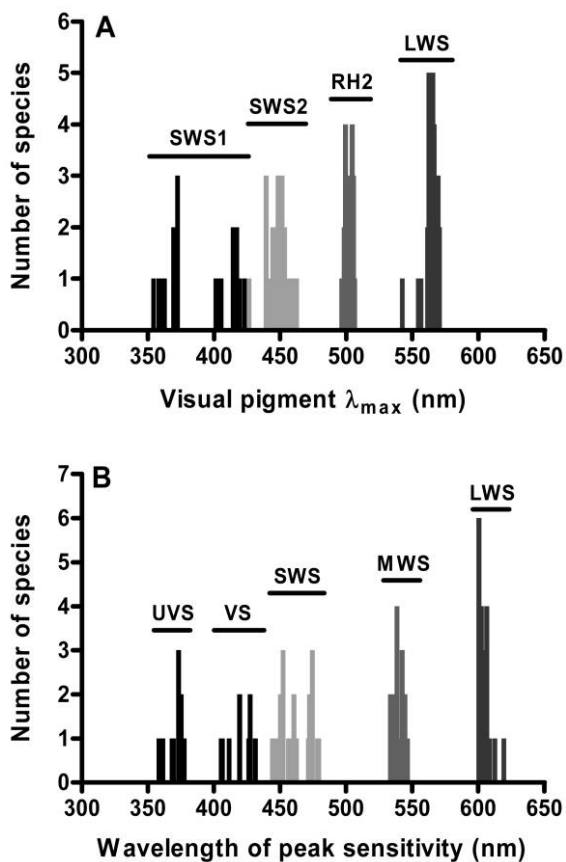 A
LWS
RH2
SWS2
SWS1
Number of species
6
5
4
3
2
1
0
300 350 400 450 500 550 600 650
Visual pigment λmax (nm)
B
LWS
MWS
SWS
UVS VS
Number of species
7
6
5
4
3
2
1
0
300 350 400 450 500 550 600 650
Wavelength of peak sensitivity (nm)